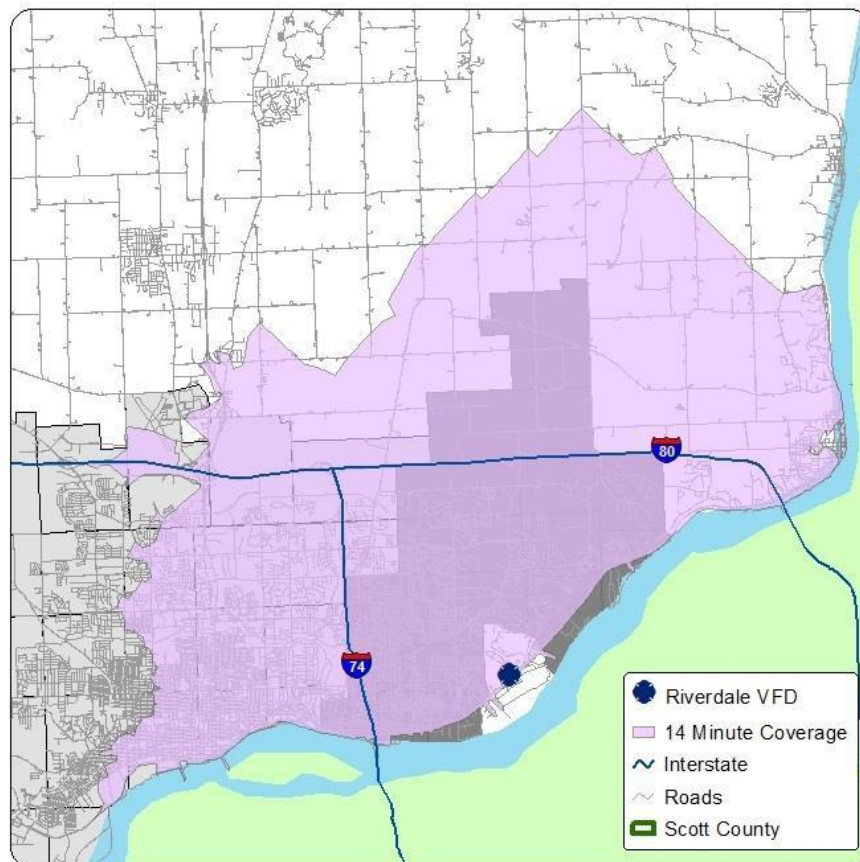 80
74
Riverdale VFD
14 Minute Coverage
Interstate
Roads
Scott County